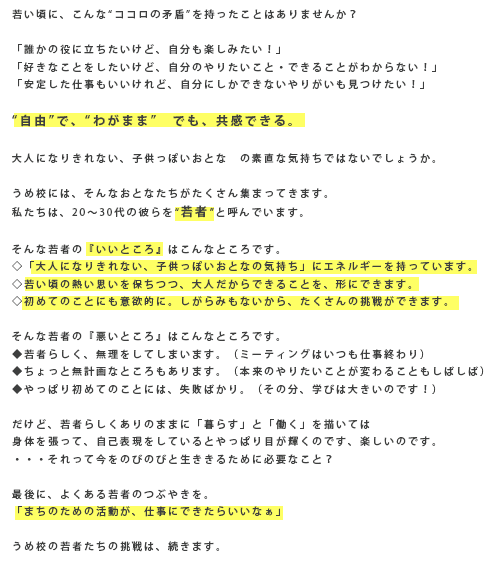 若い頃に、こんな“ココロの矛盾”を持ったことはありませんか？
「誰かの役に立ちたいけど、自分も楽しみたい！」
「好きなことをしたいけど、自分のやりたいこと・できることがわからない！」
「安定した仕事もいいけれど、自分にしかできないやりがいも見つけたい！」
“自由”で、“わがまま”　でも、共感できる。
大人になりきれない、子供っぽいおとな　の素直な気持ちではないでしょうか。
うめ校には、そんなおとなたちがたくさん集まってきます。
私たちは、20～30代の彼らを“若者”と呼んでいます。
そんな若者の『いいところ』はこんなところです。
◇「大人になりきれない、子供っぽいおとなの気持ち」にエネルギーを持っています。
◇若い頃の熱い思いを保ちつつ、大人だからできることを、形にできます。
◇初めてのことにも意欲的に。しがらみもないから、たくさんの挑戦ができます。
そんな若者の『悪いところ』はこんなところです。
◆若者らしく、無理をしてしまいます。（ミーティングはいつも仕事終わり）
◆ちょっと無計画なところもあります。（本来のやりたいことが変わることもしばしば）
◆やっぱり初めてのことには、失敗ばかり。（その分、学びは大きいのです！）
だけど、若者らしくありのままに「暮らす」と「働く」を描いては
身体を張って、自己表現をしているとやっぱり目が輝くのです、楽しいのです。
・・・それって今をのびのびと生ききるために必要なこと？
最後に、よくある若者のつぶやきを。
「まちのための活動が、仕事にできたらいいなぁ」
うめ校の若者たちの挑戦は、続きます。